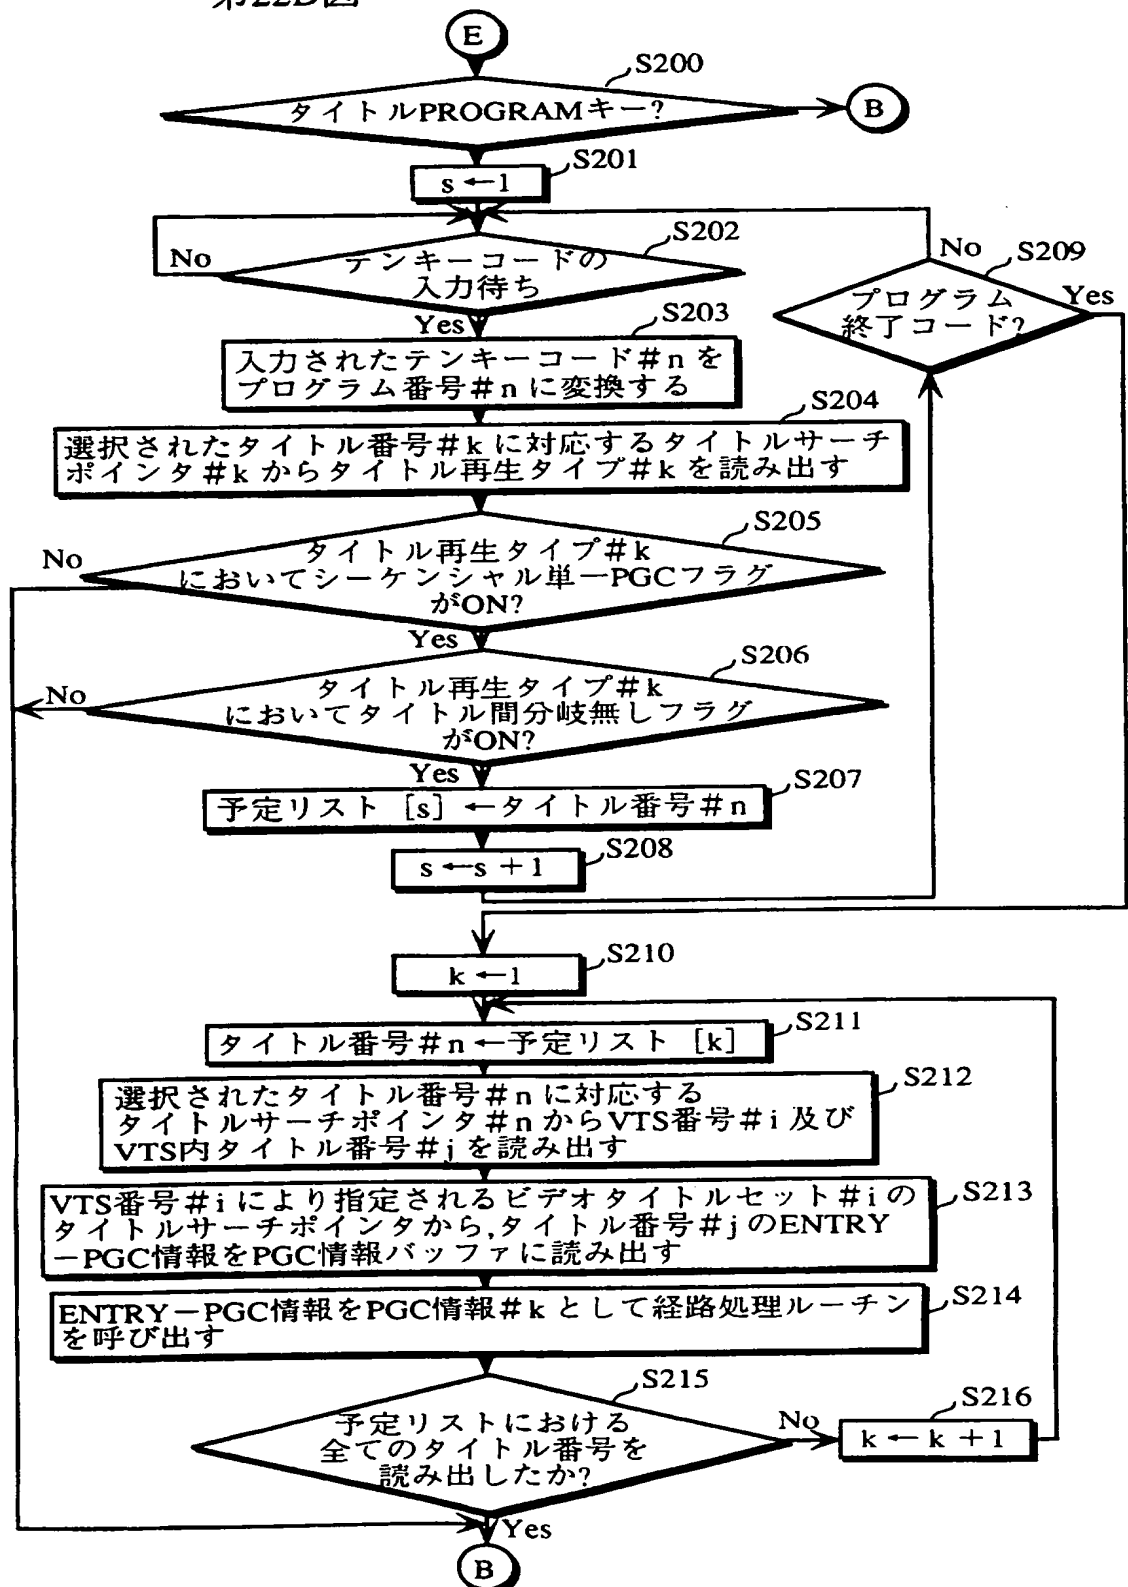 第22B図
E
S200
タイトルPROGRAMキー?
B
S201
s←1
S202
No
テンキーコードの
入力待ち
Yes
No
S209
プログラム
終了コード?
Yes
S203
入力されたテンキーコード#nを
プログラム番号#nに変換する
S204
選択されたタイトル番号#kに対応するタイトルサーチ
ポインタ#kからタイトル再生タイプ#kを読み出す
S205
No
タイトル再生タイプ#k
においてシーケンシャル単一PGCフラグ
がON?
Yes
S206
No
タイトル再生タイプ#k
においてタイトル間分岐無しフラグ
がON?
Yes
S207
予定リスト [s] ←タイトル番号#n
S208
s←s+1
S210
k←1
S211
タイトル番号#n←予定リスト [k]
S212
選択されたタイトル番号#nに対応する
タイトルサーチポインタ#nからVTS番号#i及び
VTS内タイトル番号#jを読み出す
S213
VTS番号#iにより指定されるビデオタイトルセット#iの
タイトルサーチポインタから,タイトル番号#jのENTRY
-PGC情報をPGC情報バッファに読み出す
S214
ENTRY-PGC情報をPGC情報#kとして経路処理ルーチン
を呼び出す
S215
予定リストにおける
全てのタイトル番号を
読み出したか?
No
S216
k←k+1
Yes
B